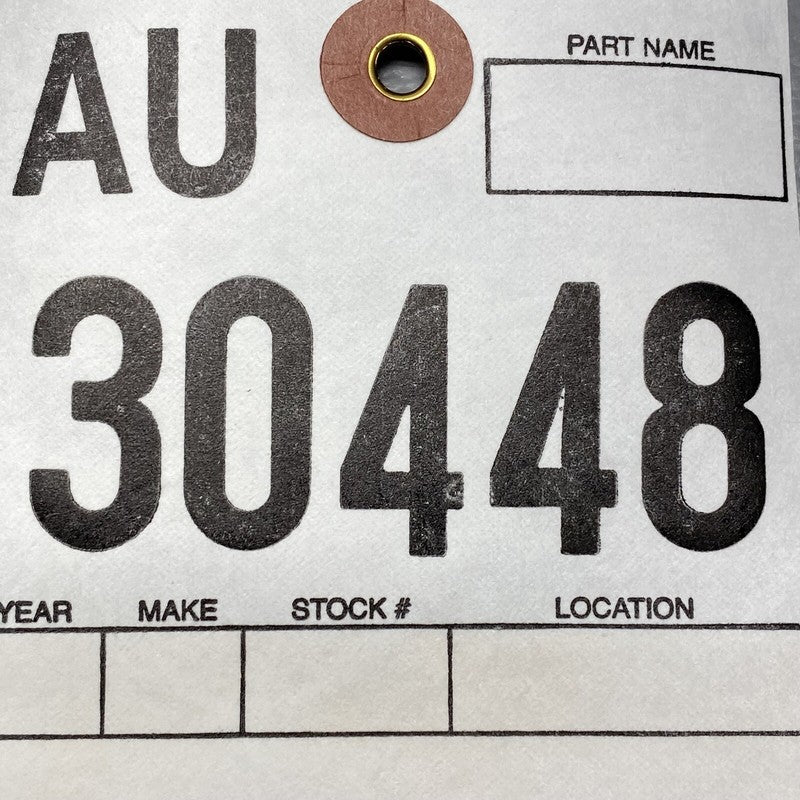 AU
PART NAME
30448
YEAR MAKE STOCK # LOCATION